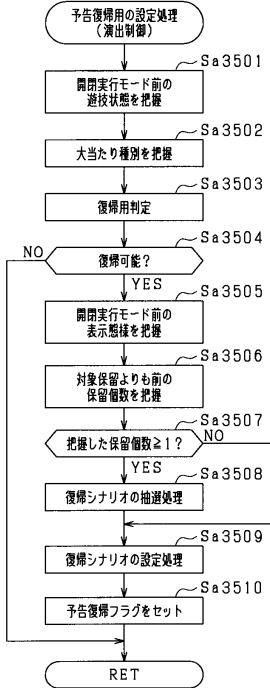 予告復帰用の設定処理
(演出制御)
Sa3501
開閉実行モード前の
遊技状態を把握
Sa3502
大当たり種別を把握
Sa3503
復帰用判定
Sa3504
NO
復帰可能?
YES
Sa3505
開閉実行モード前の
表示態様を把握
Sa3506
対象保留よりも前の
保留個数を把握
Sa3507
把握した保留個数≧1?
NO
YES
Sa3508
復帰シナリオの抽選処理
Sa3509
復帰シナリオの設定処理
Sa3510
予告復帰フラグをセット
RET